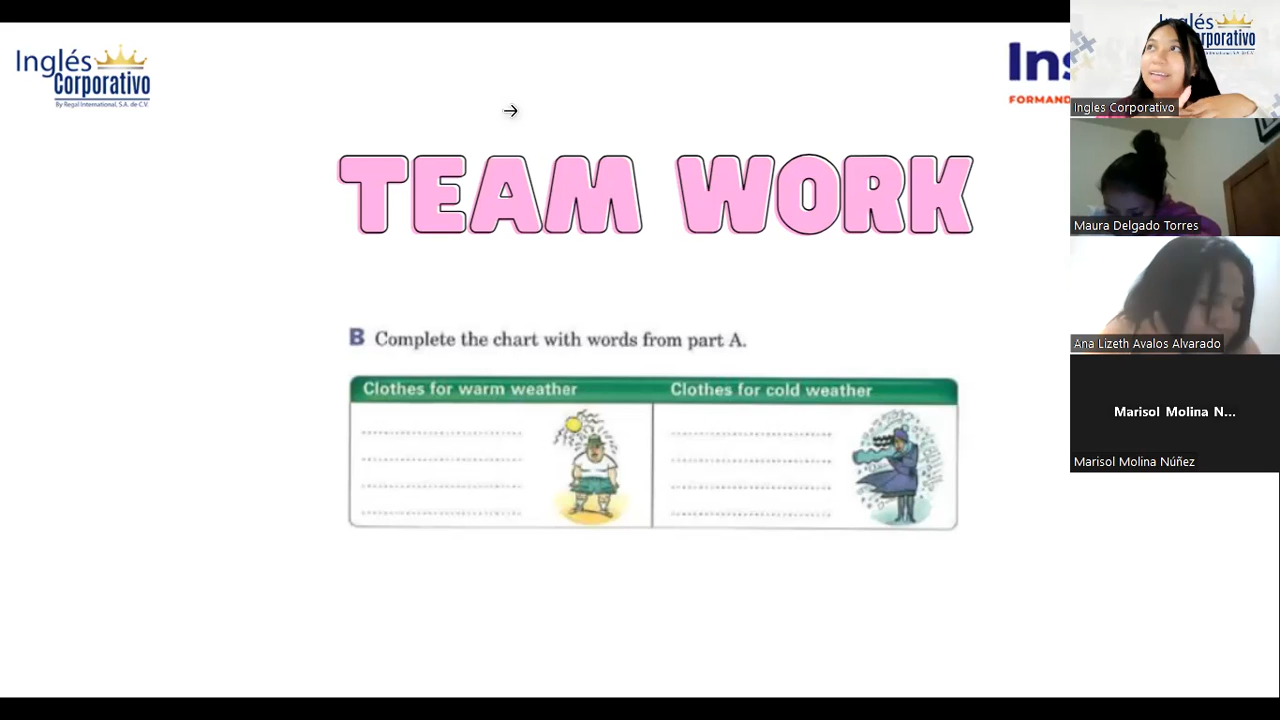 Inglés
Corporativo
By Regal International, S.A. de C.V.
Ins
FORMAND
TEAM WORK
B Complete the chart with words from part A.
Clothes for warm weather
Clothes for cold weather
Inglés
rporativo
Ingles Corporativo
Maura Delgado Torres
Ana Lizeth Avalos Alvarado
Marisol Molina N...
Marisol Molina Núñez